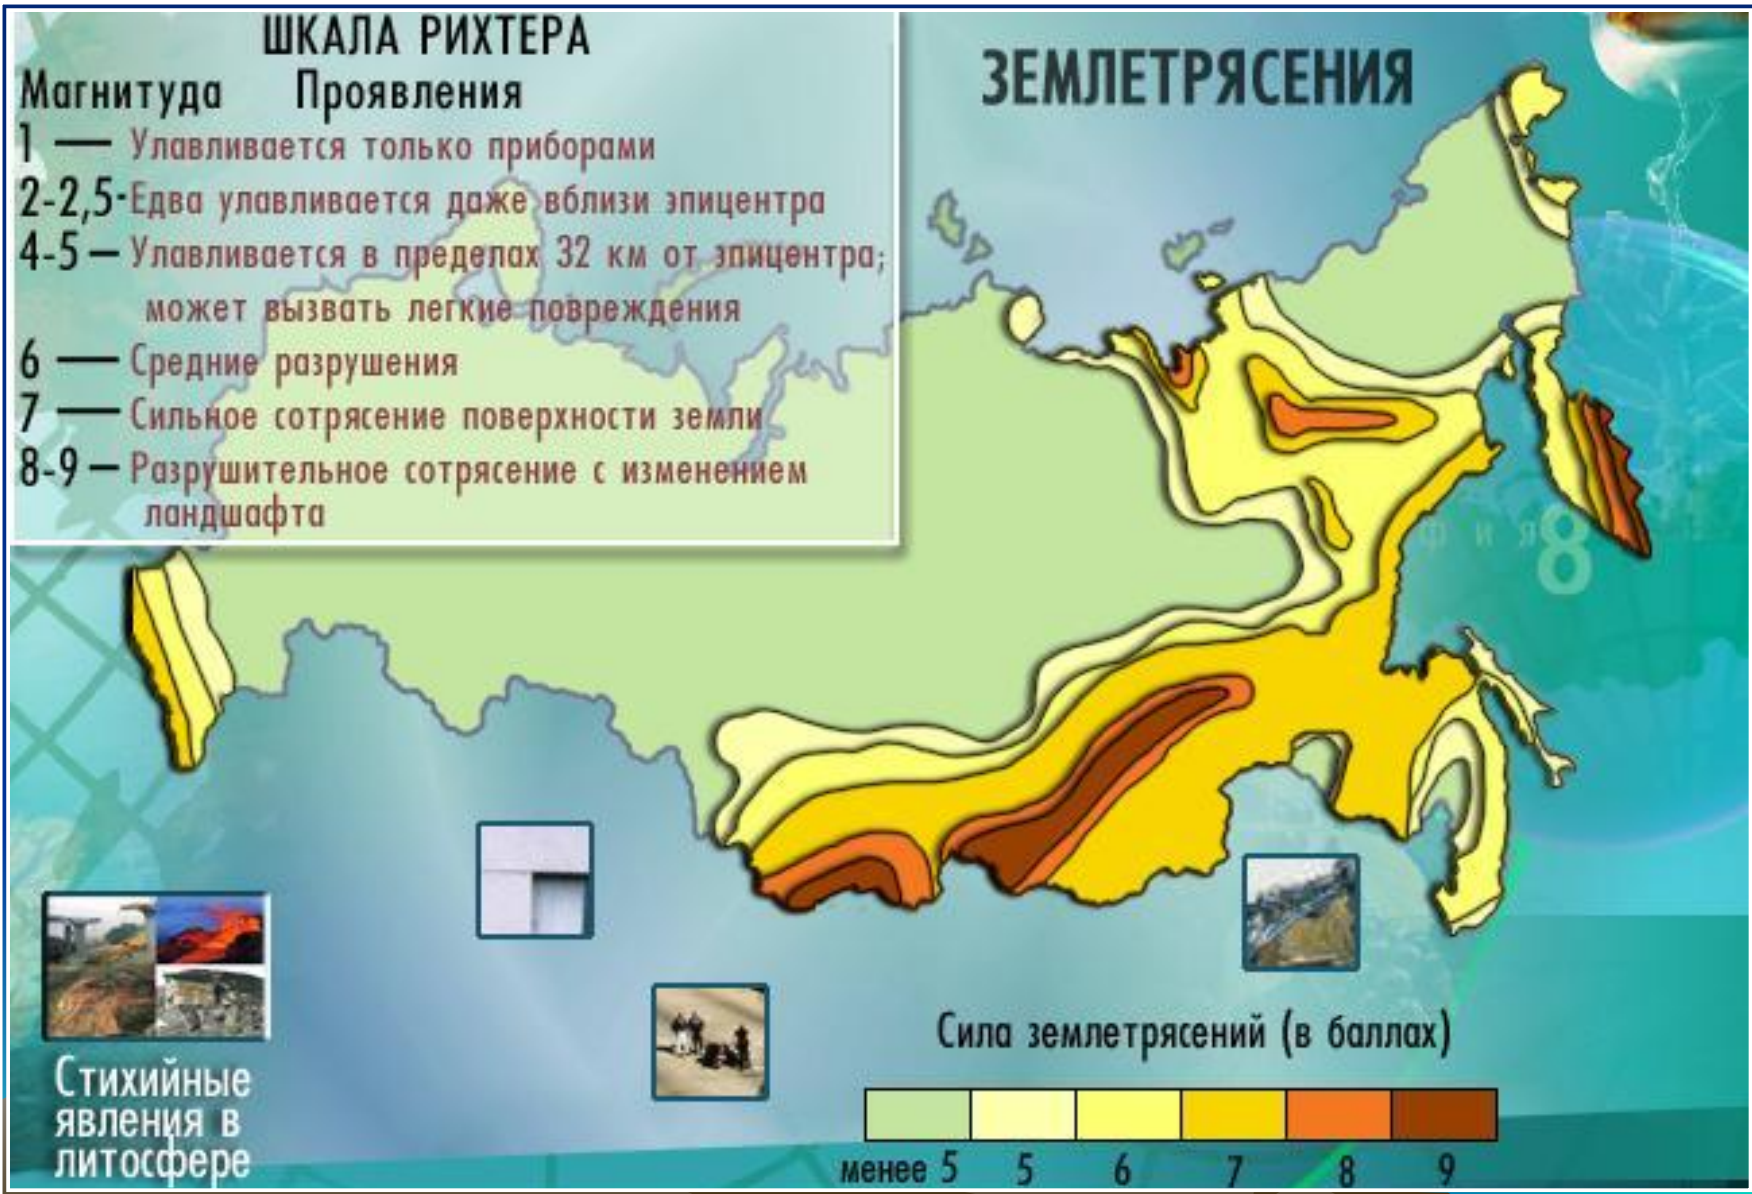 ШКАЛА РИХТЕРА
Магнитуда Проявления
1 — Улавливается только приборами
2-2,5- Едва улавливается даже вблизи эпицентра
4-5 — Улавливается в пределах 32 км от эпицентра;
может вызвать легкие повреждения
6 — Средние разрушения
7 — Сильное сотрясение поверхности земли
8-9 — Разрушительное сотрясение с изменением
ландшафта
ЗЕМЛЕТРЯСЕНИЯ
8
Стихийные
явления в
литосфере
Сила землетрясений (в баллах)
менее 5 5 6 7 8 9